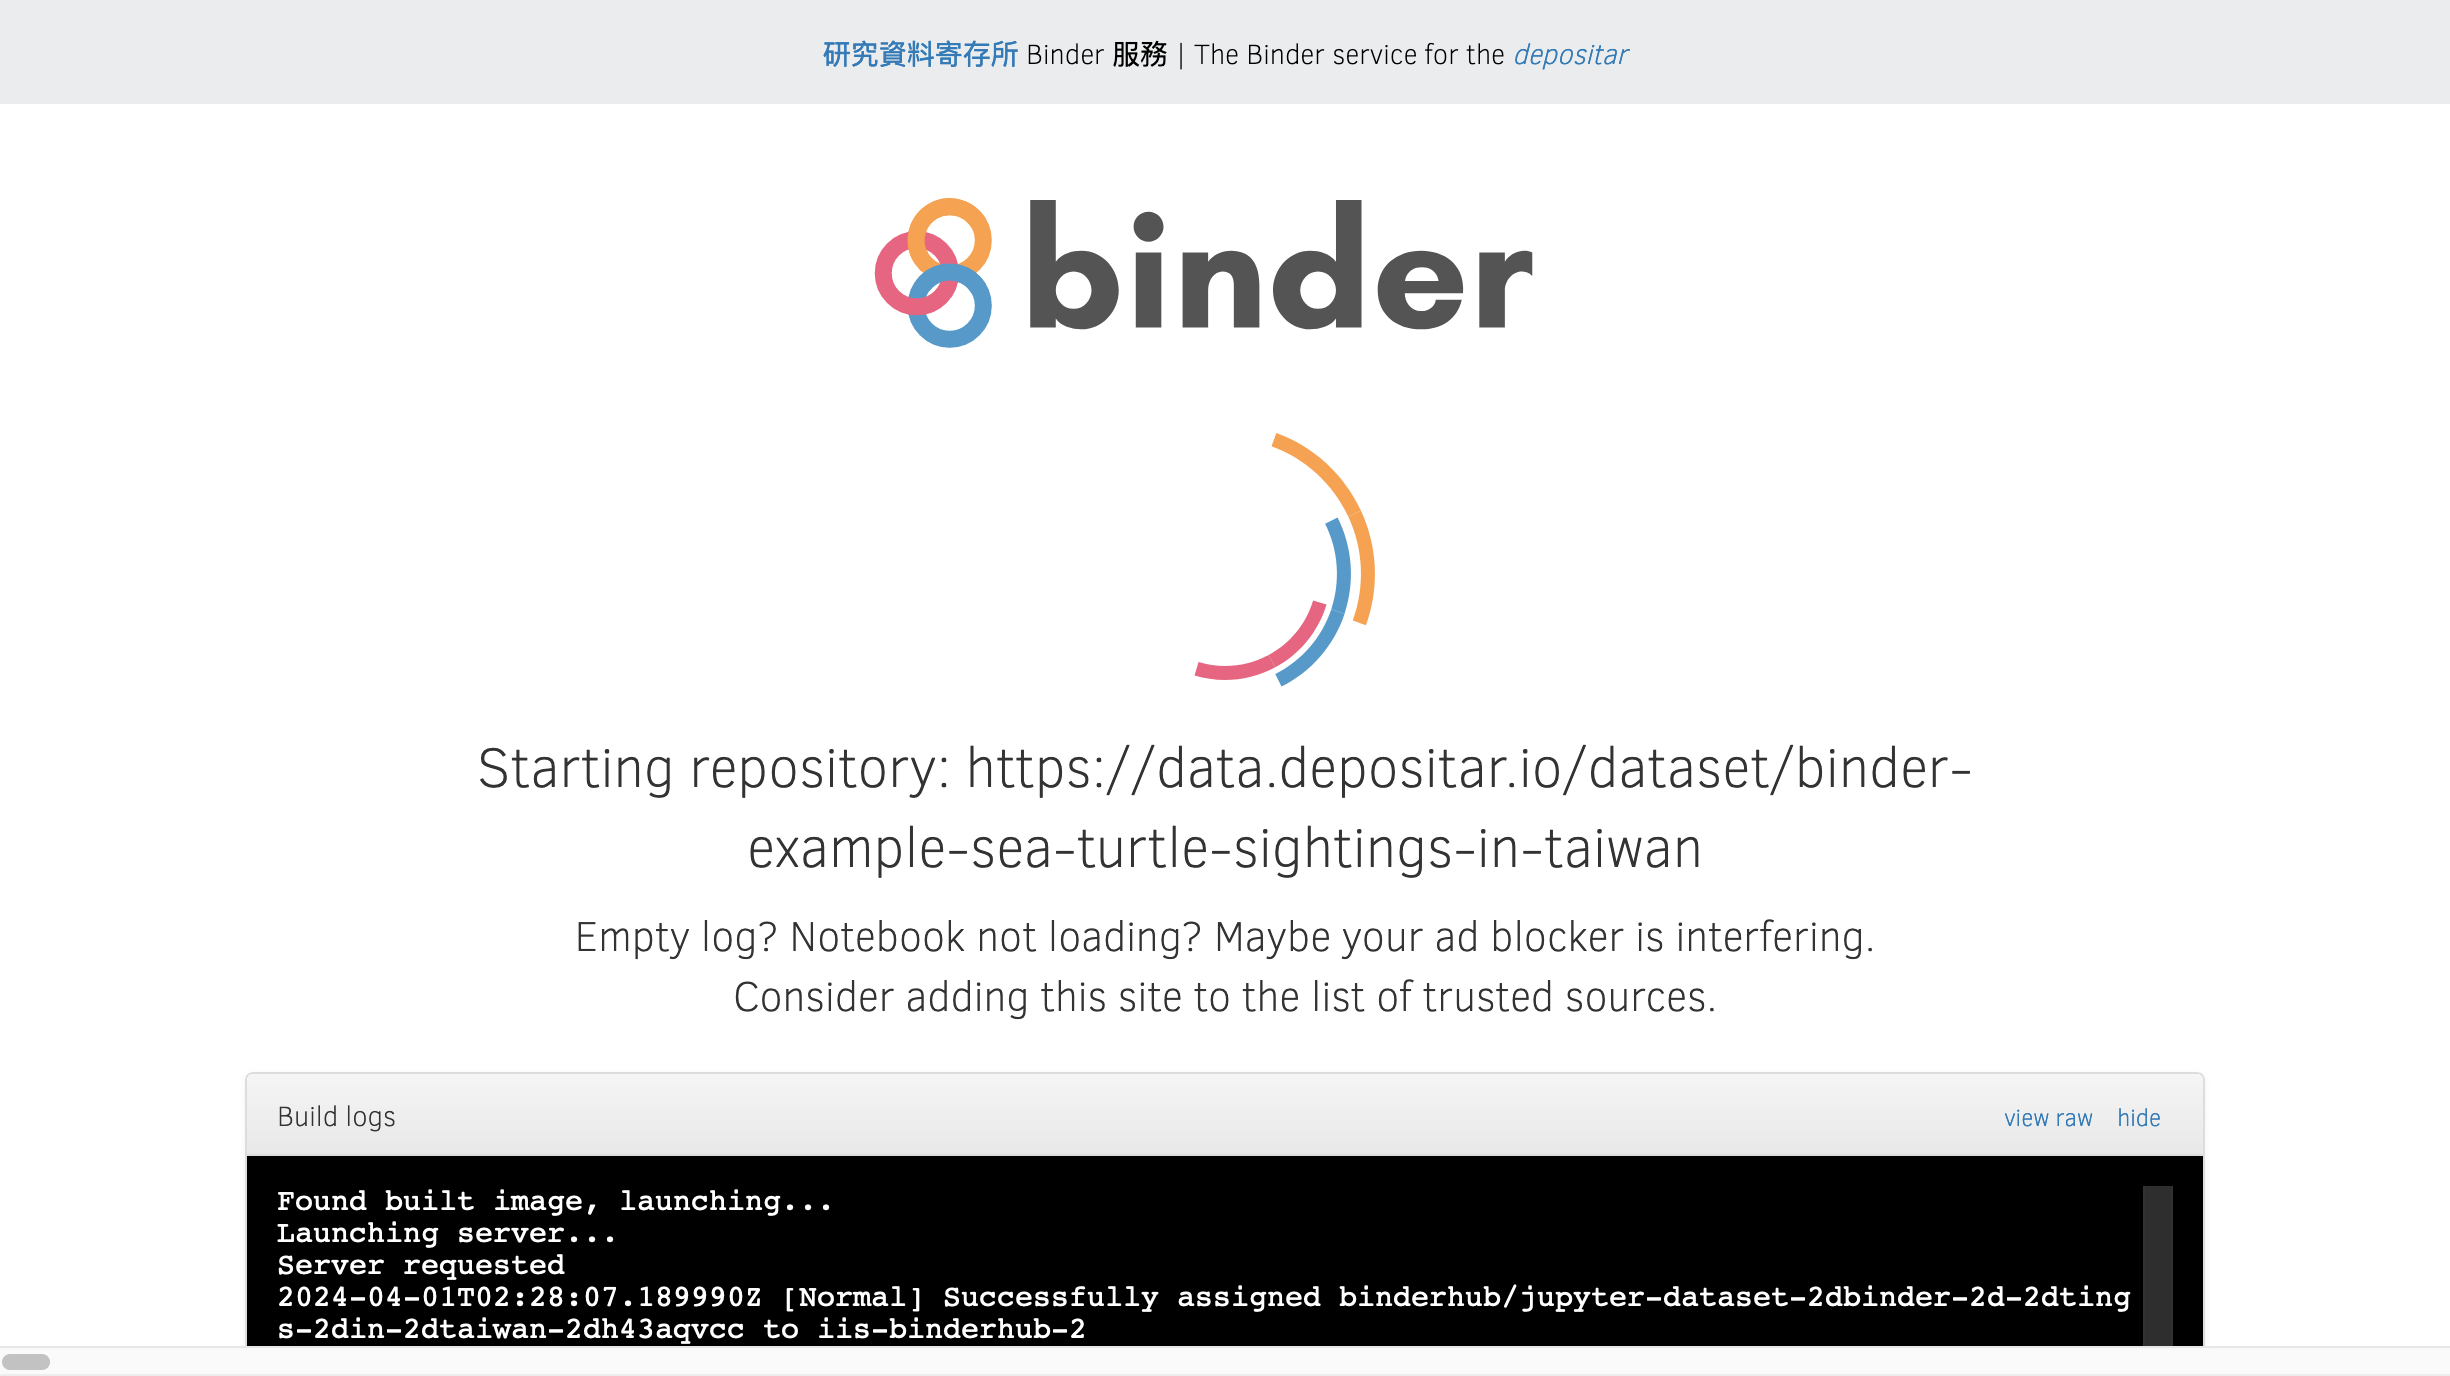 研究資料寄存所 Binder 服務 | The Binder service for the depositar
binder
Starting repository: https://data.depositar.io/dataset/binder-
example-sea-turtle-sightings-in-taiwan
Empty log? Notebook not loading? Maybe your ad blocker is interfering.
Consider adding this site to the list of trusted sources.
Build logs view raw hide
Found built image, launching...
Launching server...
Server requested
2024-04-01T02:28:07.189990Z [Normal] Successfully assigned binderhub/jupyter-dataset-2dbinder-2d-2dting
s-2din-2dtaiwan-2dh43aqvcc to iis-binderhub-2